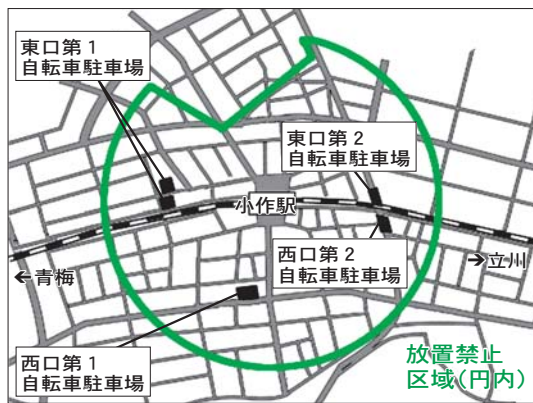 東口第1
自転車駐車場
東口第2
自転車駐車場
小作駅
西口第2
自転車駐車場
→立川
←青梅
西口第1
自転車駐車場
放置禁止
区域(円内)